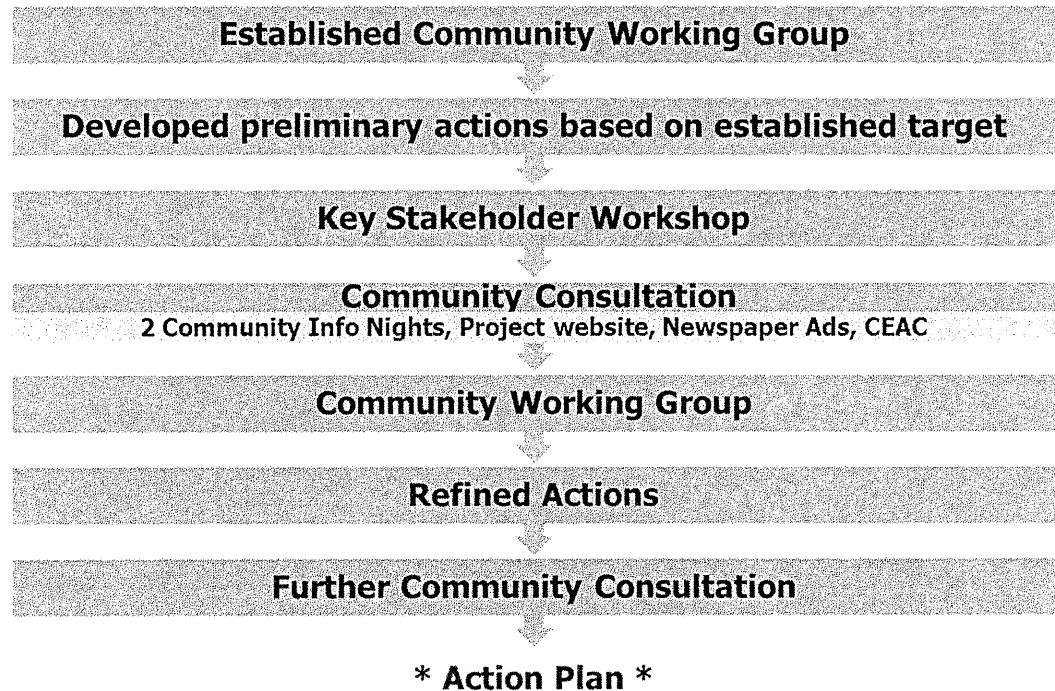 Established Community Working Group
Developed preliminary actions based on established target
Key Stakeholder Workshop
Community Consultation
2 Community Info Nights, Project website, Newspaper Ads, CEAC
Community Working Group
Refined Actions
Further Community Consultation
* Action Plan *